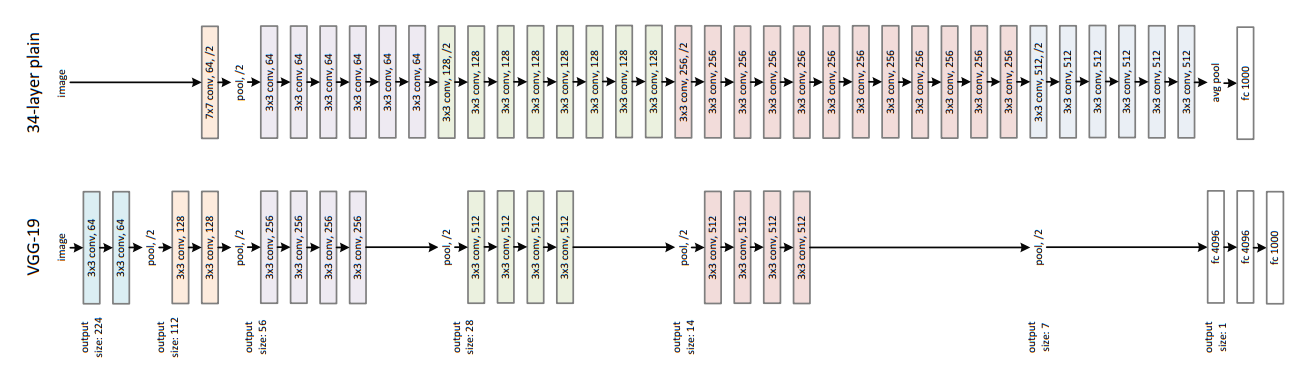 34-layer plain
image
7x7 conv, 64, /2
pool, /2
3x3 conv, 64
3x3 conv, 64
3x3 conv, 64
3x3 conv, 64
3x3 conv, 64
3x3 conv, 64
3x3 conv, 128, /2
3x3 conv, 128
3x3 conv, 128
3x3 conv, 128
3x3 conv, 128
3x3 conv, 128
3x3 conv, 128
3x3 conv, 128
3x3 conv, 256, /2
3x3 conv, 256
3x3 conv, 256
3x3 conv, 256
3x3 conv, 256
3x3 conv, 256
3x3 conv, 256
3x3 conv, 256
3x3 conv, 256
3x3 conv, 256
3x3 conv, 256
3x3 conv, 256
3x3 conv, 512, /2
3x3 conv, 512
3x3 conv, 512
3x3 conv, 512
3x3 conv, 512
3x3 conv, 512
avg pool
fc 1000
VGG-19
image
3x3 conv, 64
3x3 conv, 64
pool, /2
3x3 conv, 128
3x3 conv, 128
pool, /2
3x3 conv, 256
3x3 conv, 256
3x3 conv, 256
3x3 conv, 256
pool, /2
3x3 conv, 512
3x3 conv, 512
3x3 conv, 512
3x3 conv, 512
pool, /2
3x3 conv, 512
3x3 conv, 512
3x3 conv, 512
3x3 conv, 512
pool, /2
fc 4096
fc 4096
fc 1000
output
size: 224
output
size: 112
output
size: 56
output
size: 28
output
size: 14
output
size: 7
output
size: 1